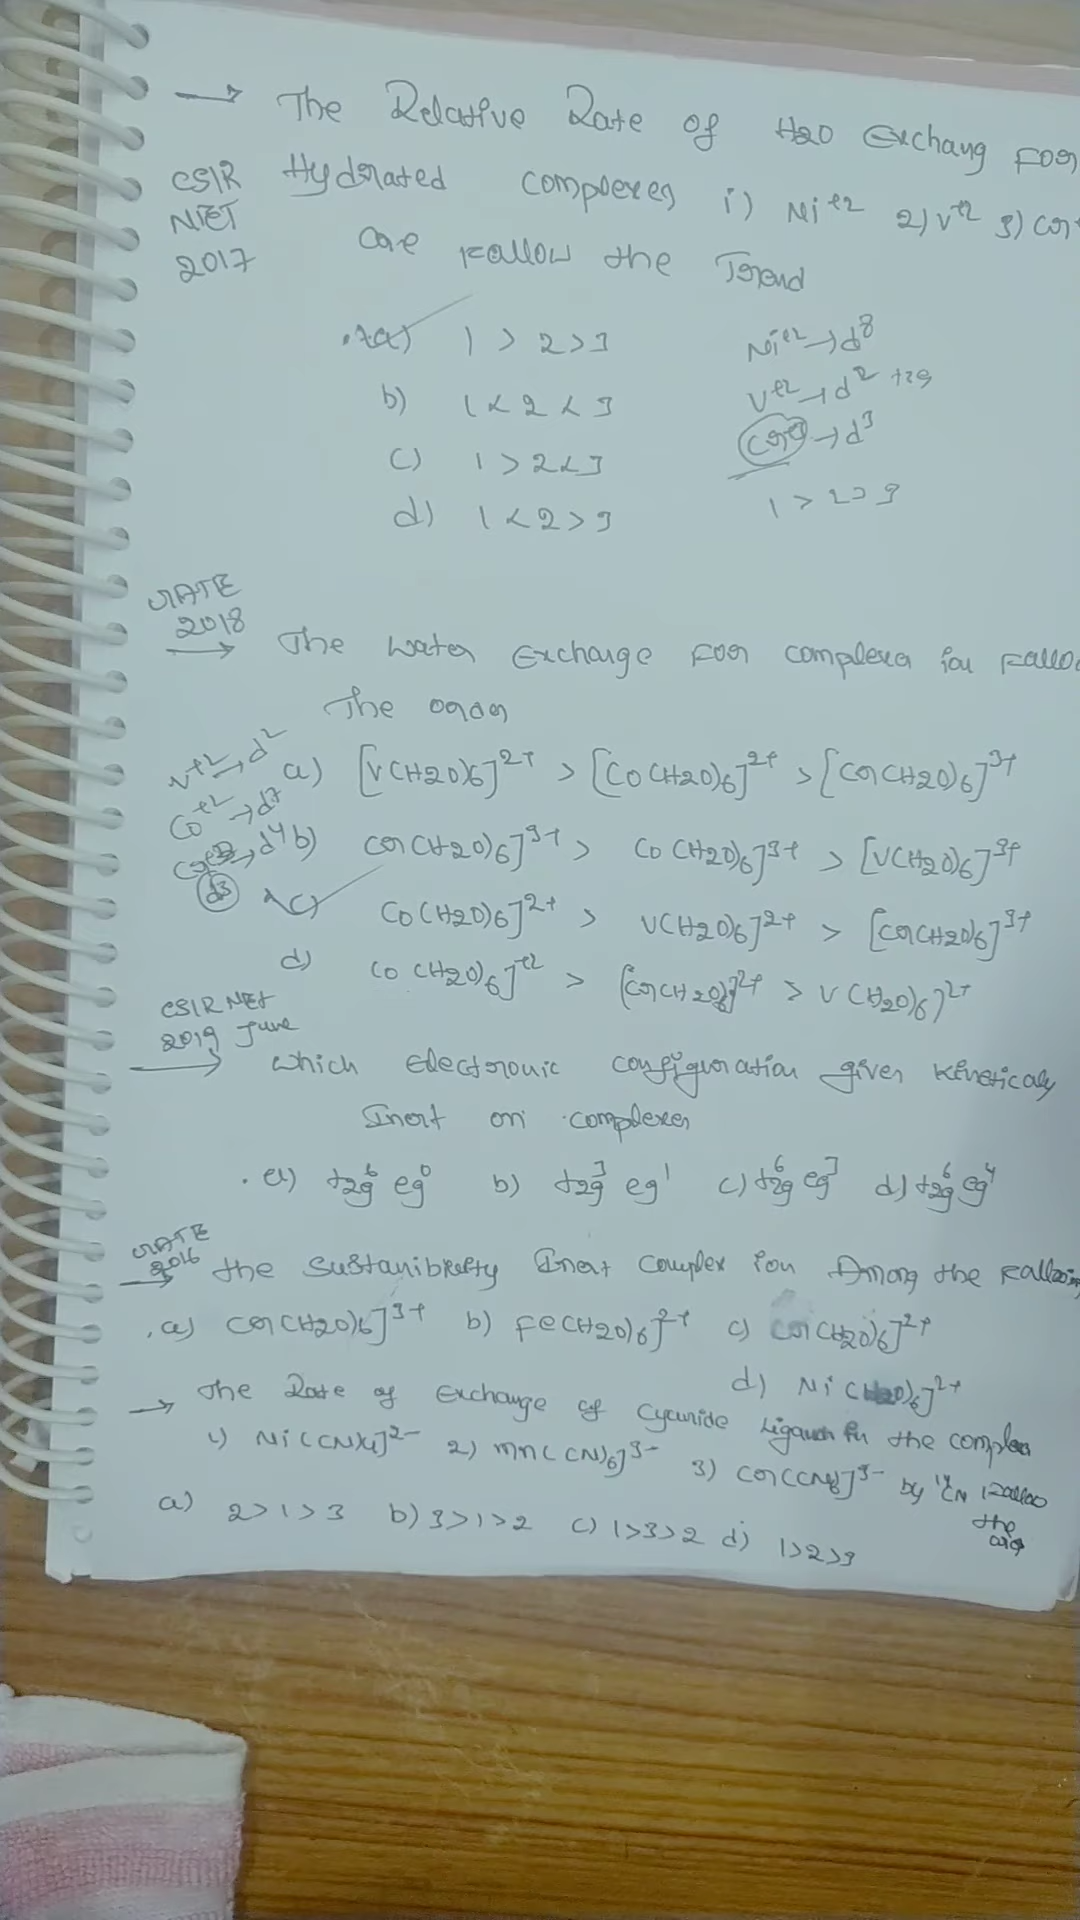 → The Relative Rate of H2O Exchang For
CSIR NET 2017
Hydrated complexes i) Ni+2 2) V+2 3) Cr+
are Follow the Trend
a) 1 > 2 > 3
Ni+2 → d8
b) 1 < 2 < 3
V+2 → d2 t2g
c) 1 > 2 < 3
Cr+3 → d3
d) 1 < 2 > 3
1 > 2 > 3
GATE 2018
→ The Water Exchange For complexes ion Follo
The order
V+2 → d2
a) [V(H2O)6]2+ > [Co(H2O)6]2+ > [Cr(H2O)6]3+
Co+2 → d7
b) Cr(H2O)6]3+ > Co(H2O)6]3+ > [V(H2O)6]3+
→ d4
d3
c) Co(H2O)6]2+ > V(H2O)6]2+ > [Cr(H2O)6]3+
d) Co(H2O)6]+2 > [Cr(H2O)6]2+ > V(H2O)6]2+
CSIR NET 2019 June
→ Which Electronic configuration given kineticaly
Inert on complexes
a) t2g6 eg0 b) t2g3 eg1 c) t2g6 eg3 d) t2g6 eg4
GATE 2016
→ the Sustanibility Inert Complex ion Among the
a) Cr(H2O)6]3+ b) Fe(H2O)6]2+ c) Cr(H2O)6]2+
d) Ni(H2O)6]2+
→ The Rate of Exchange of Cyanide Ligand in the complex
1) Ni(CN)4]2- 2) Mn(CN)6]3- 3) Cr(CN)6]3- by 14CN
the
a) 2>1>3 b) 3>1>2 c) 1>3>2 d) 1>2>3